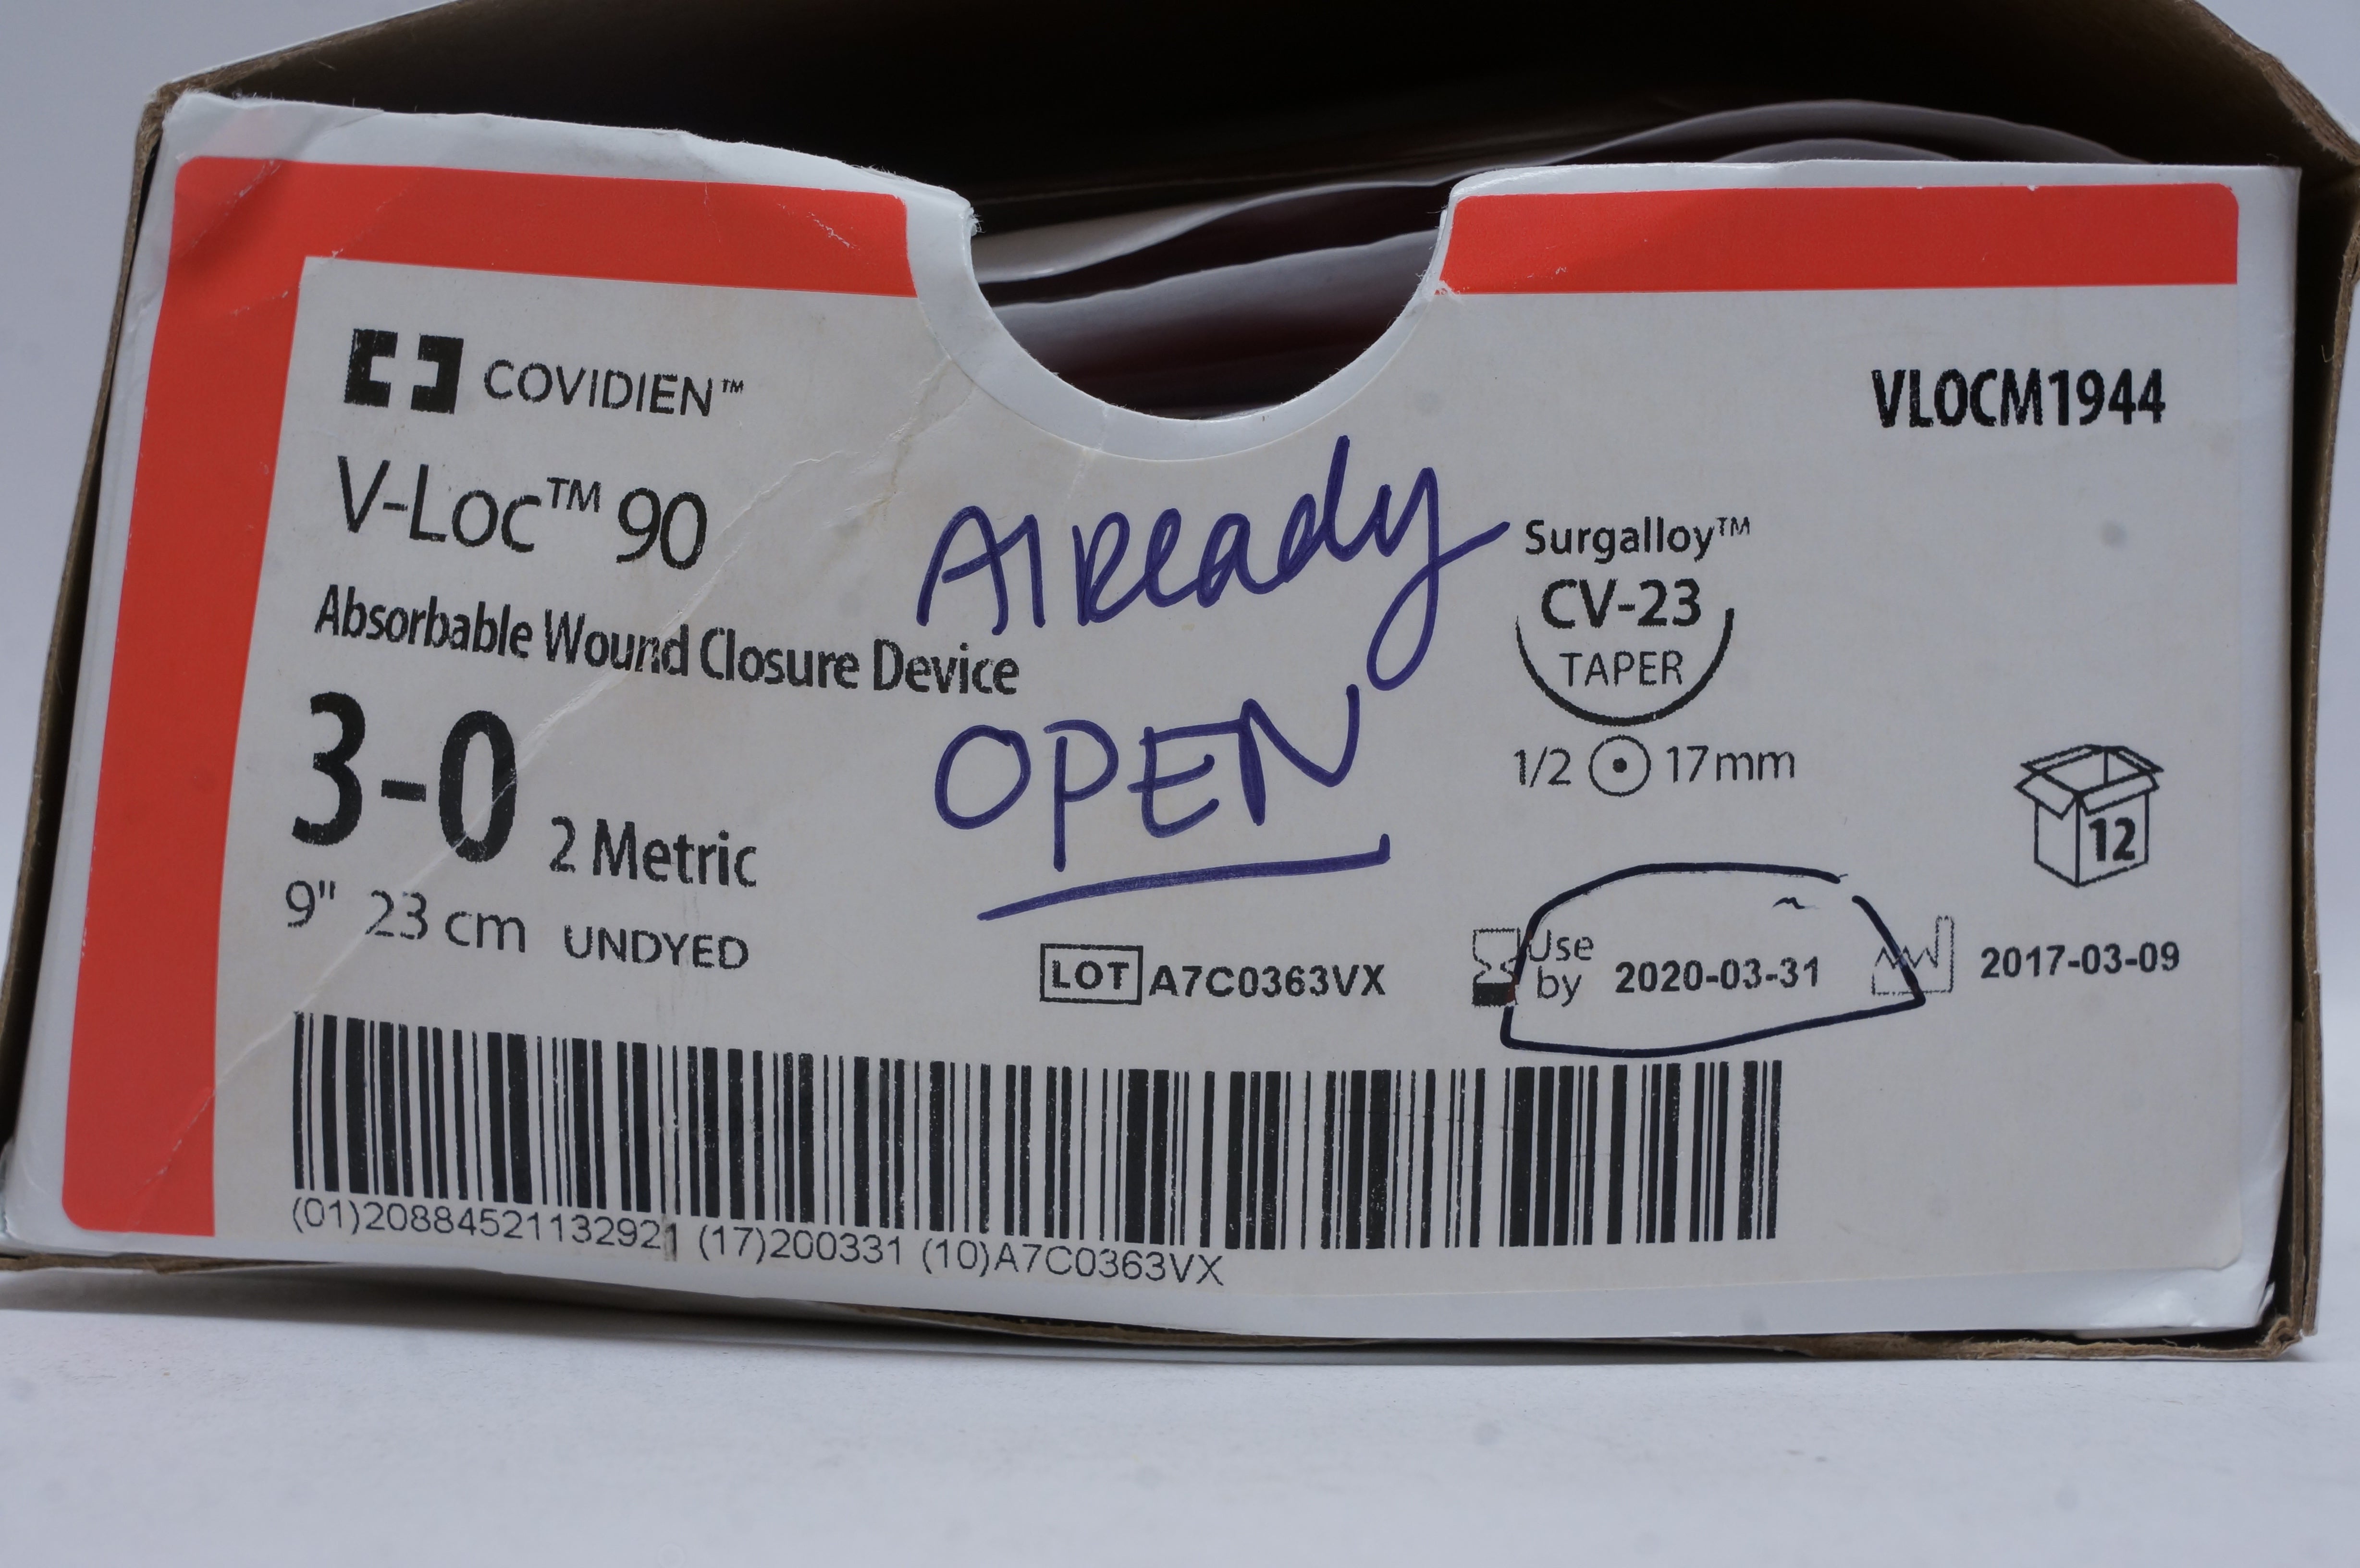 COVIDIEN™
VLOCM1944
V-Loc™ 90
Already
OPEN
Absorbable Wound Closure Device
Surgalloy™
CV-23
TAPER
1/2 17mm
3-0 2 Metric
9" 23 cm UNDYED
12
LOT A7C0363VX
Use
by 2020-03-31
2017-03-09
(01)20884521132921 (17)200331 (10)A7C0363VX